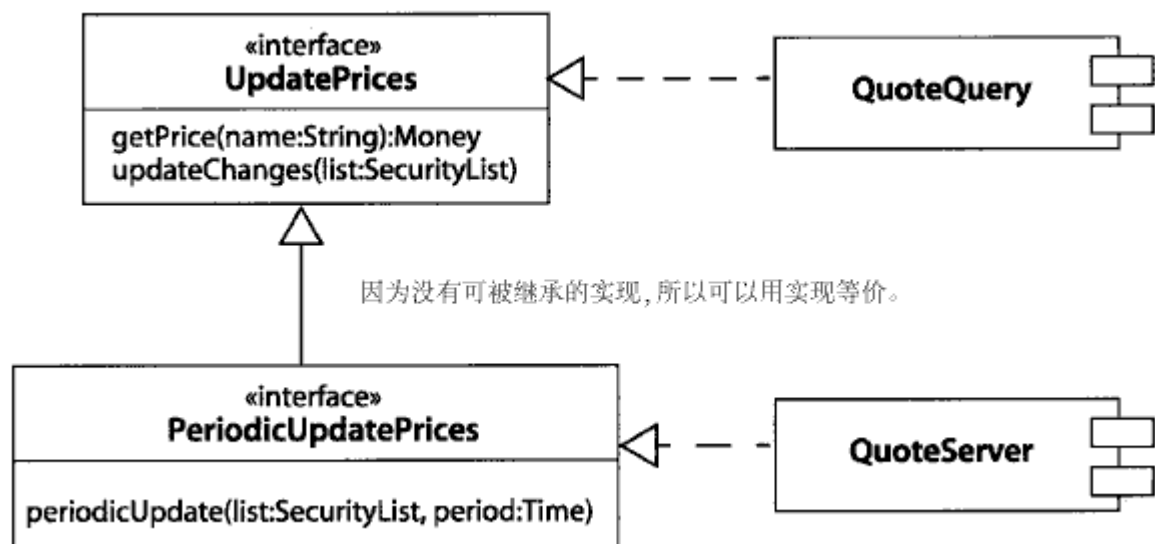 «interface»
UpdatePrices
QuoteQuery
getPrice(name:String):Money
updateChanges(list:SecurityList)
因为没有可被继承的实现,所以可以用实现等价。
«interface»
PeriodicUpdatePrices
QuoteServer
periodicUpdate(list:SecurityList, period:Time)